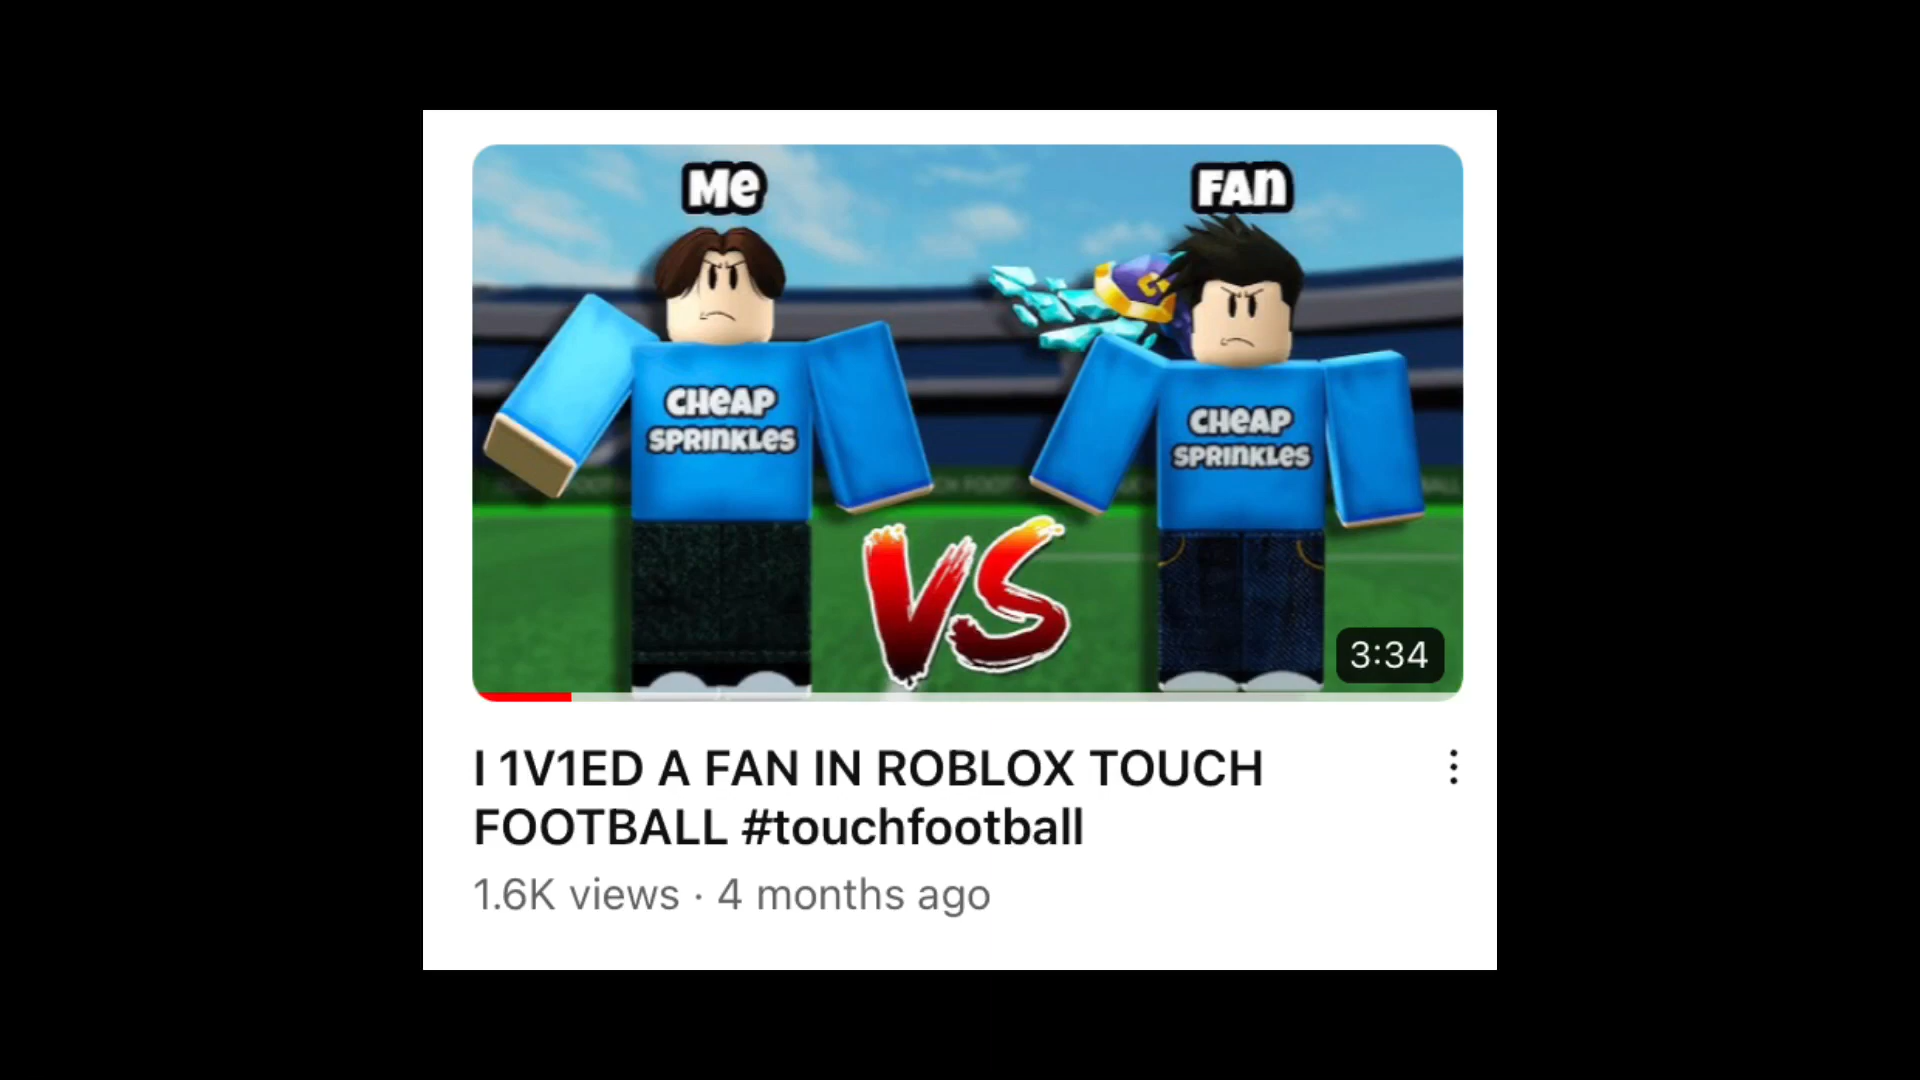 Me
FAn
CHeAP
SPRInKLES
CHeAP
SPRInKLES
VS
3:34
I 1V1ED A FAN IN ROBLOX TOUCH
FOOTBALL #touchfootball
1.6K views · 4 months ago